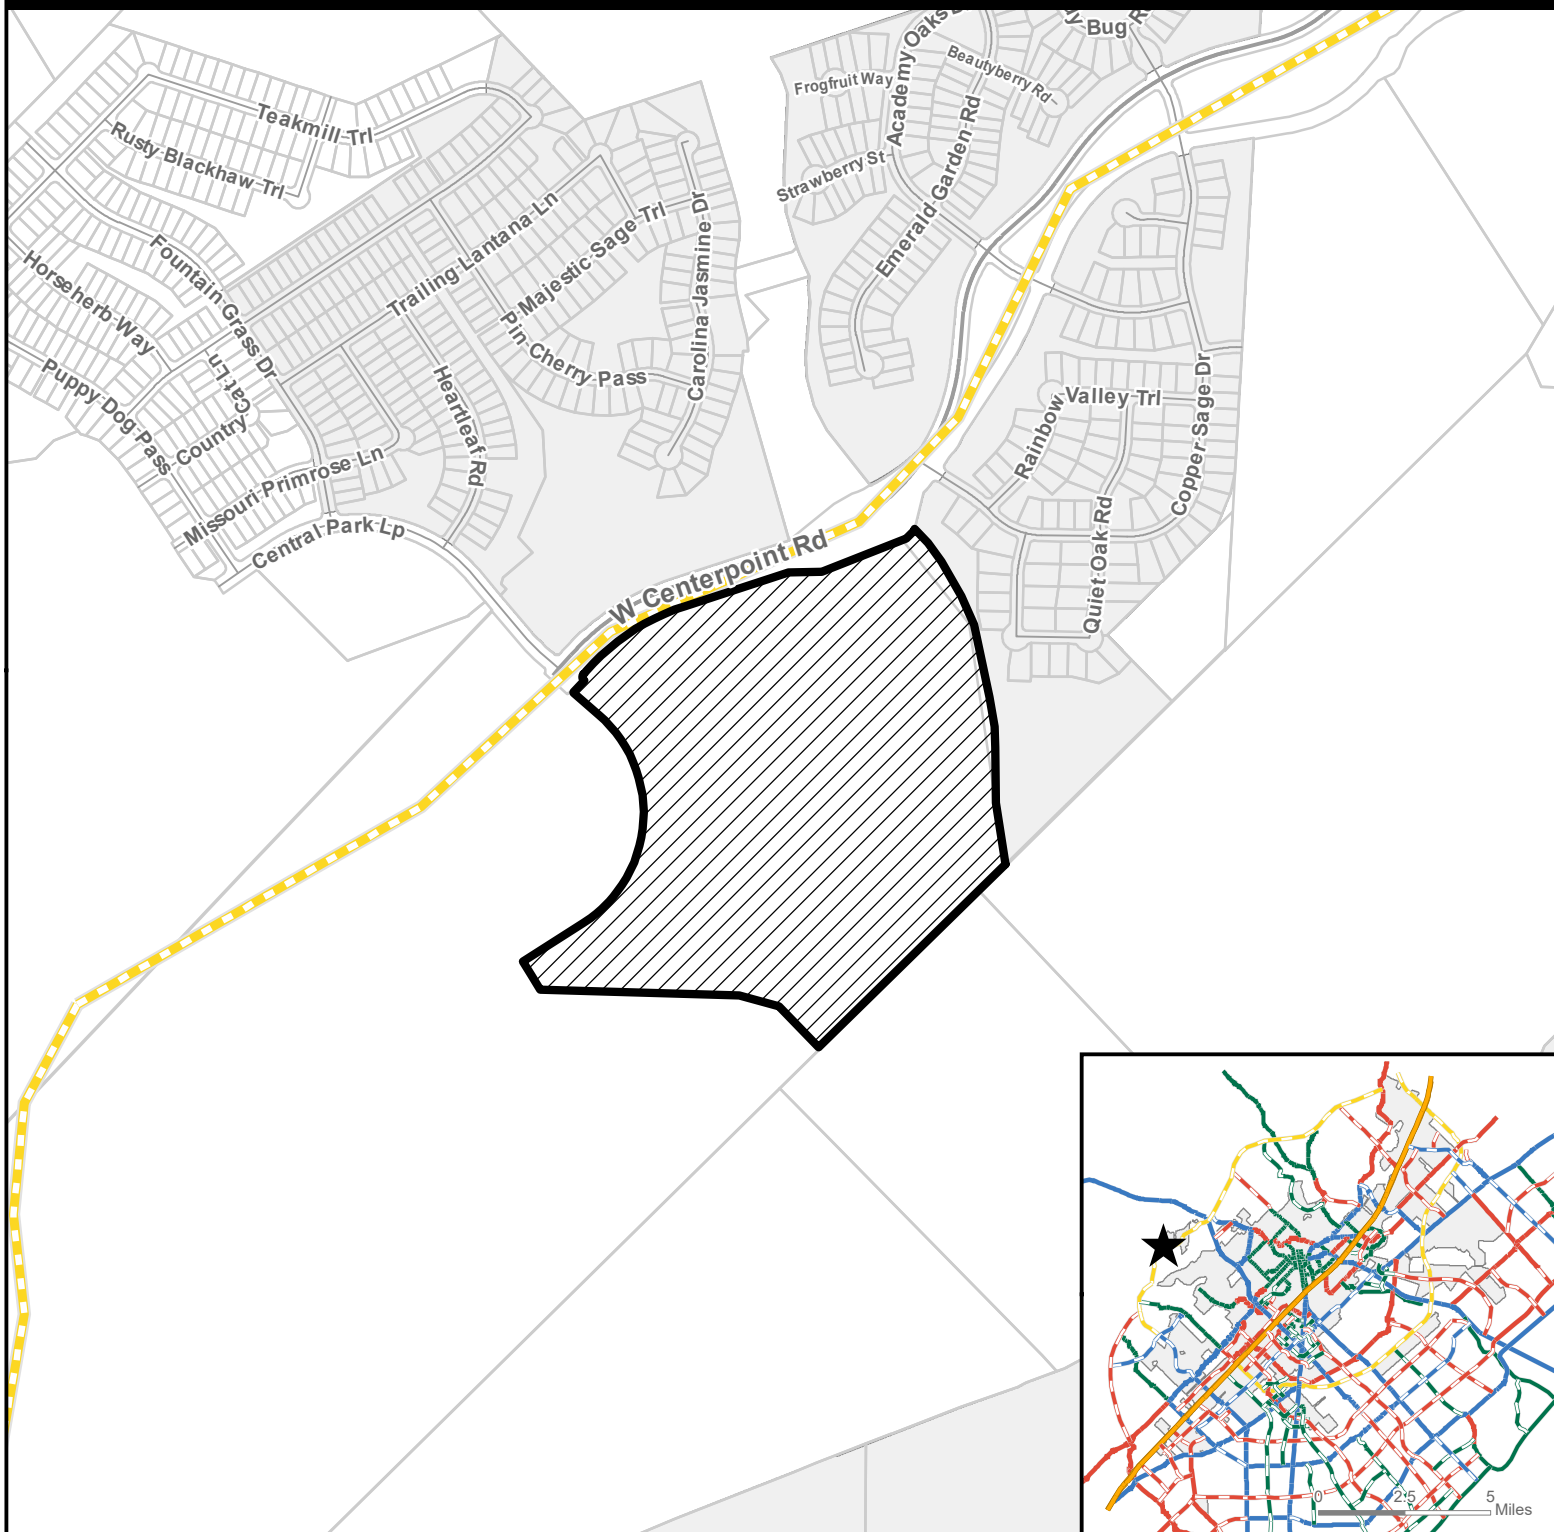 Academy Oaks
Bug
Beautyberry Rd
Frogfruit Way
Teakmill Trl
Rusty Blackhaw Trl
Strawberry St
Emerald Garden Rd
Fountain Grass Dr
Horseherb Way
Trailing Lantana Ln
Majestic Sage Trl
Carolina Jasmine Dr
Pin Cherry Pass
Puppy Dog Pass
Country
Cat Ln
Heartleaf Rd
Rainbow
Valley Trl
Copper Sage Dr
Missouri Primrose Ln
Central Park Lp
Quiet Oak Rd
W Centerpoint Rd
0 2.5 5
Miles